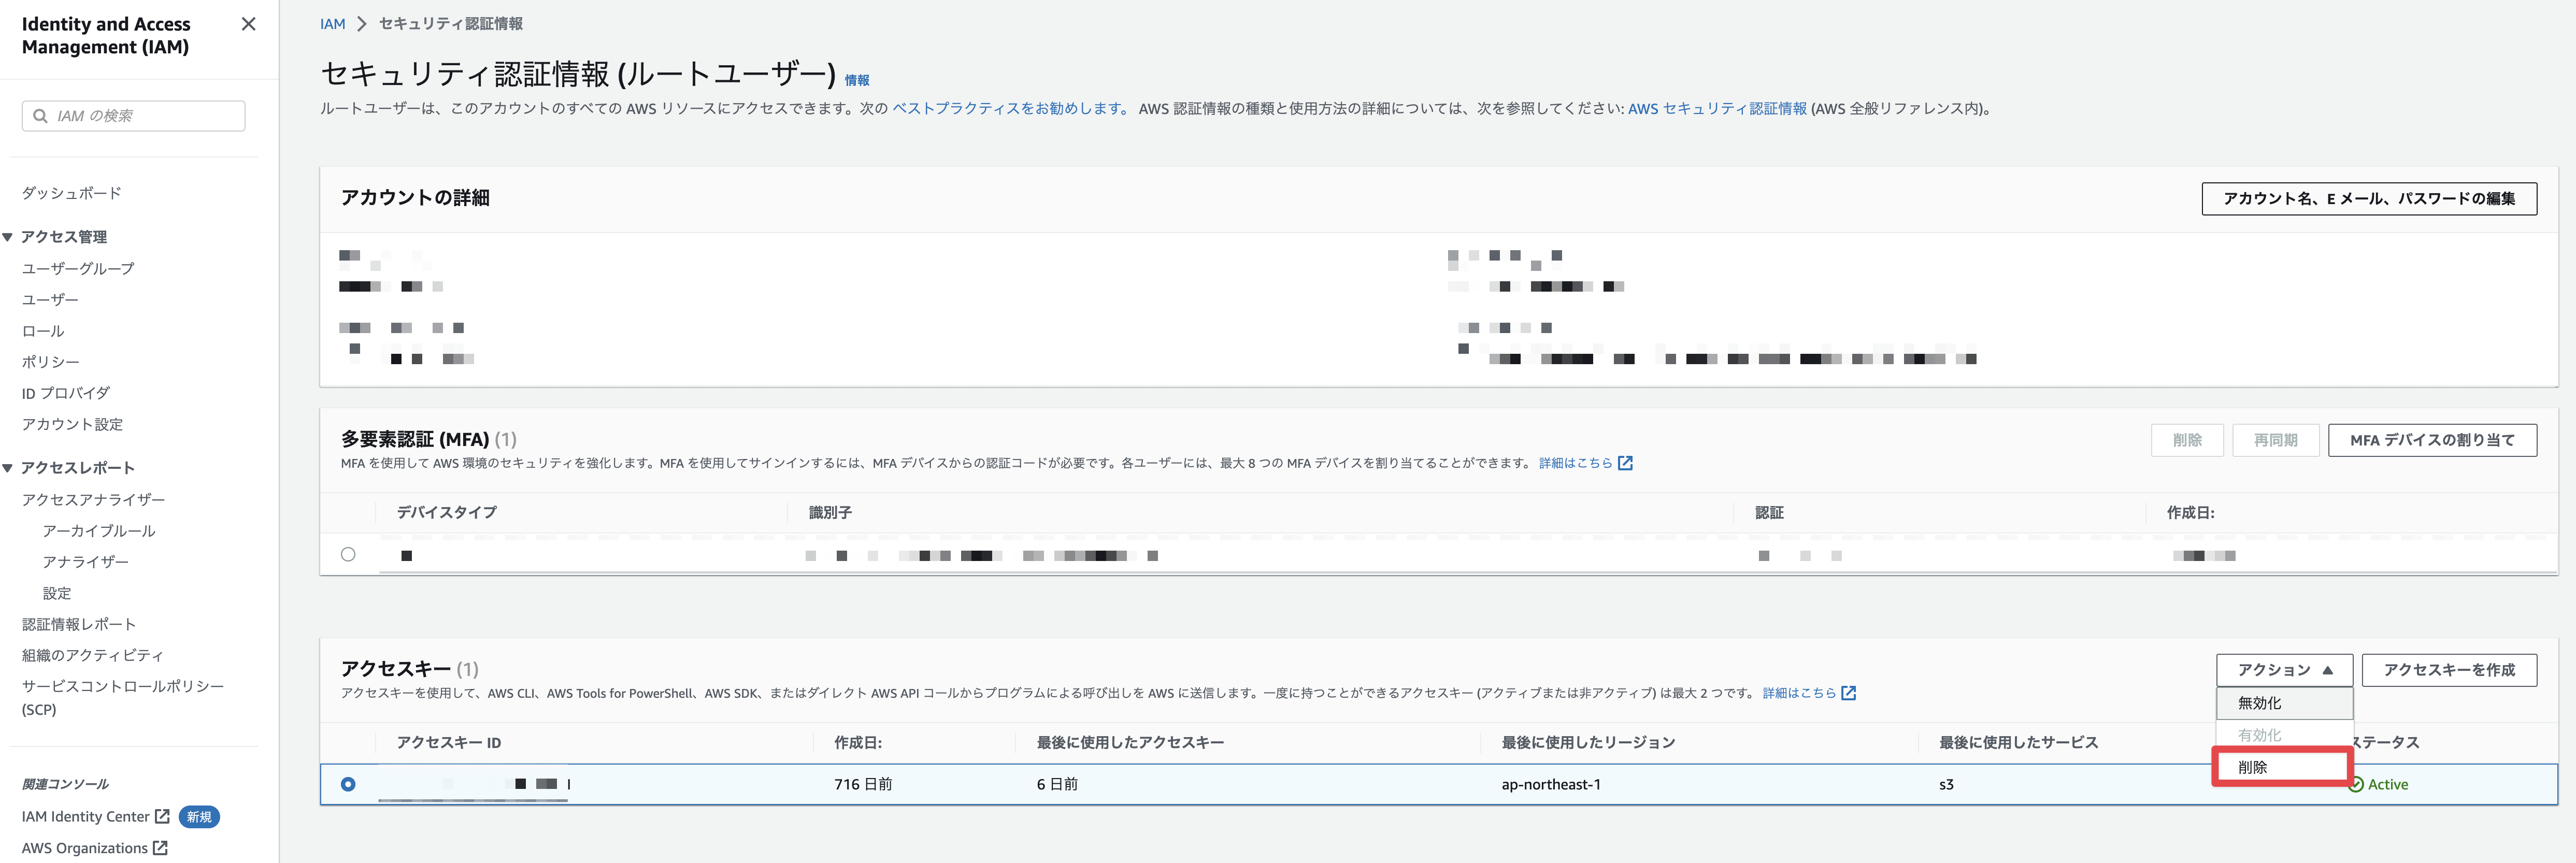 Identity and Access
Management (IAM)
IAM の検索
ダッシュボード
アクセス管理
ユーザーグループ
ユーザー
ロール
ポリシー
ID プロバイダ
アカウント設定
アクセスレポート
アクセスアナライザー
アーカイブルール
アナライザー
設定
認証情報レポート
組織のアクティビティ
サービスコントロールポリシー
(SCP)
関連コンソール
IAM Identity Center 新規
AWS Organizations
IAM > セキュリティ認証情報
セキュリティ認証情報 (ルートユーザー) 情報
ルートユーザーは、このアカウントのすべての AWS リソースにアクセスできます。次の ベストプラクティスをお勧めします。 AWS 認証情報の種類と使用方法の詳細については、次を参照してください: AWS セキュリティ認証情報 (AWS 全般リファレンス内)。
アカウントの詳細
アカウント名、E メール、パスワードの編集
多要素認証 (MFA) (1)
削除 再同期 MFA デバイスの割り当て
MFA を使用して AWS 環境のセキュリティを強化します。MFA を使用してサインインするには、MFA デバイスからの認証コードが必要です。各ユーザーには、最大 8 つの MFA デバイスを割り当てることができます。 詳細はこちら
デバイスタイプ 識別子 認証 作成日:
アクセスキー (1)
アクション ▲ アクセスキーを作成
アクセスキーを使用して、AWS CLI、AWS Tools for PowerShell、AWS SDK、またはダイレクト AWS API コールからプログラムによる呼び出しを AWS に送信します。一度に持つことができるアクセスキー (アクティブまたは非アクティブ) は最大 2 つです。 詳細はこちら
無効化
有効化
削除
アクセスキー ID 作成日: 最後に使用したアクセスキー 最後に使用したリージョン 最後に使用したサービス ステータス
716 日前 6 日前 ap-northeast-1 s3 Active